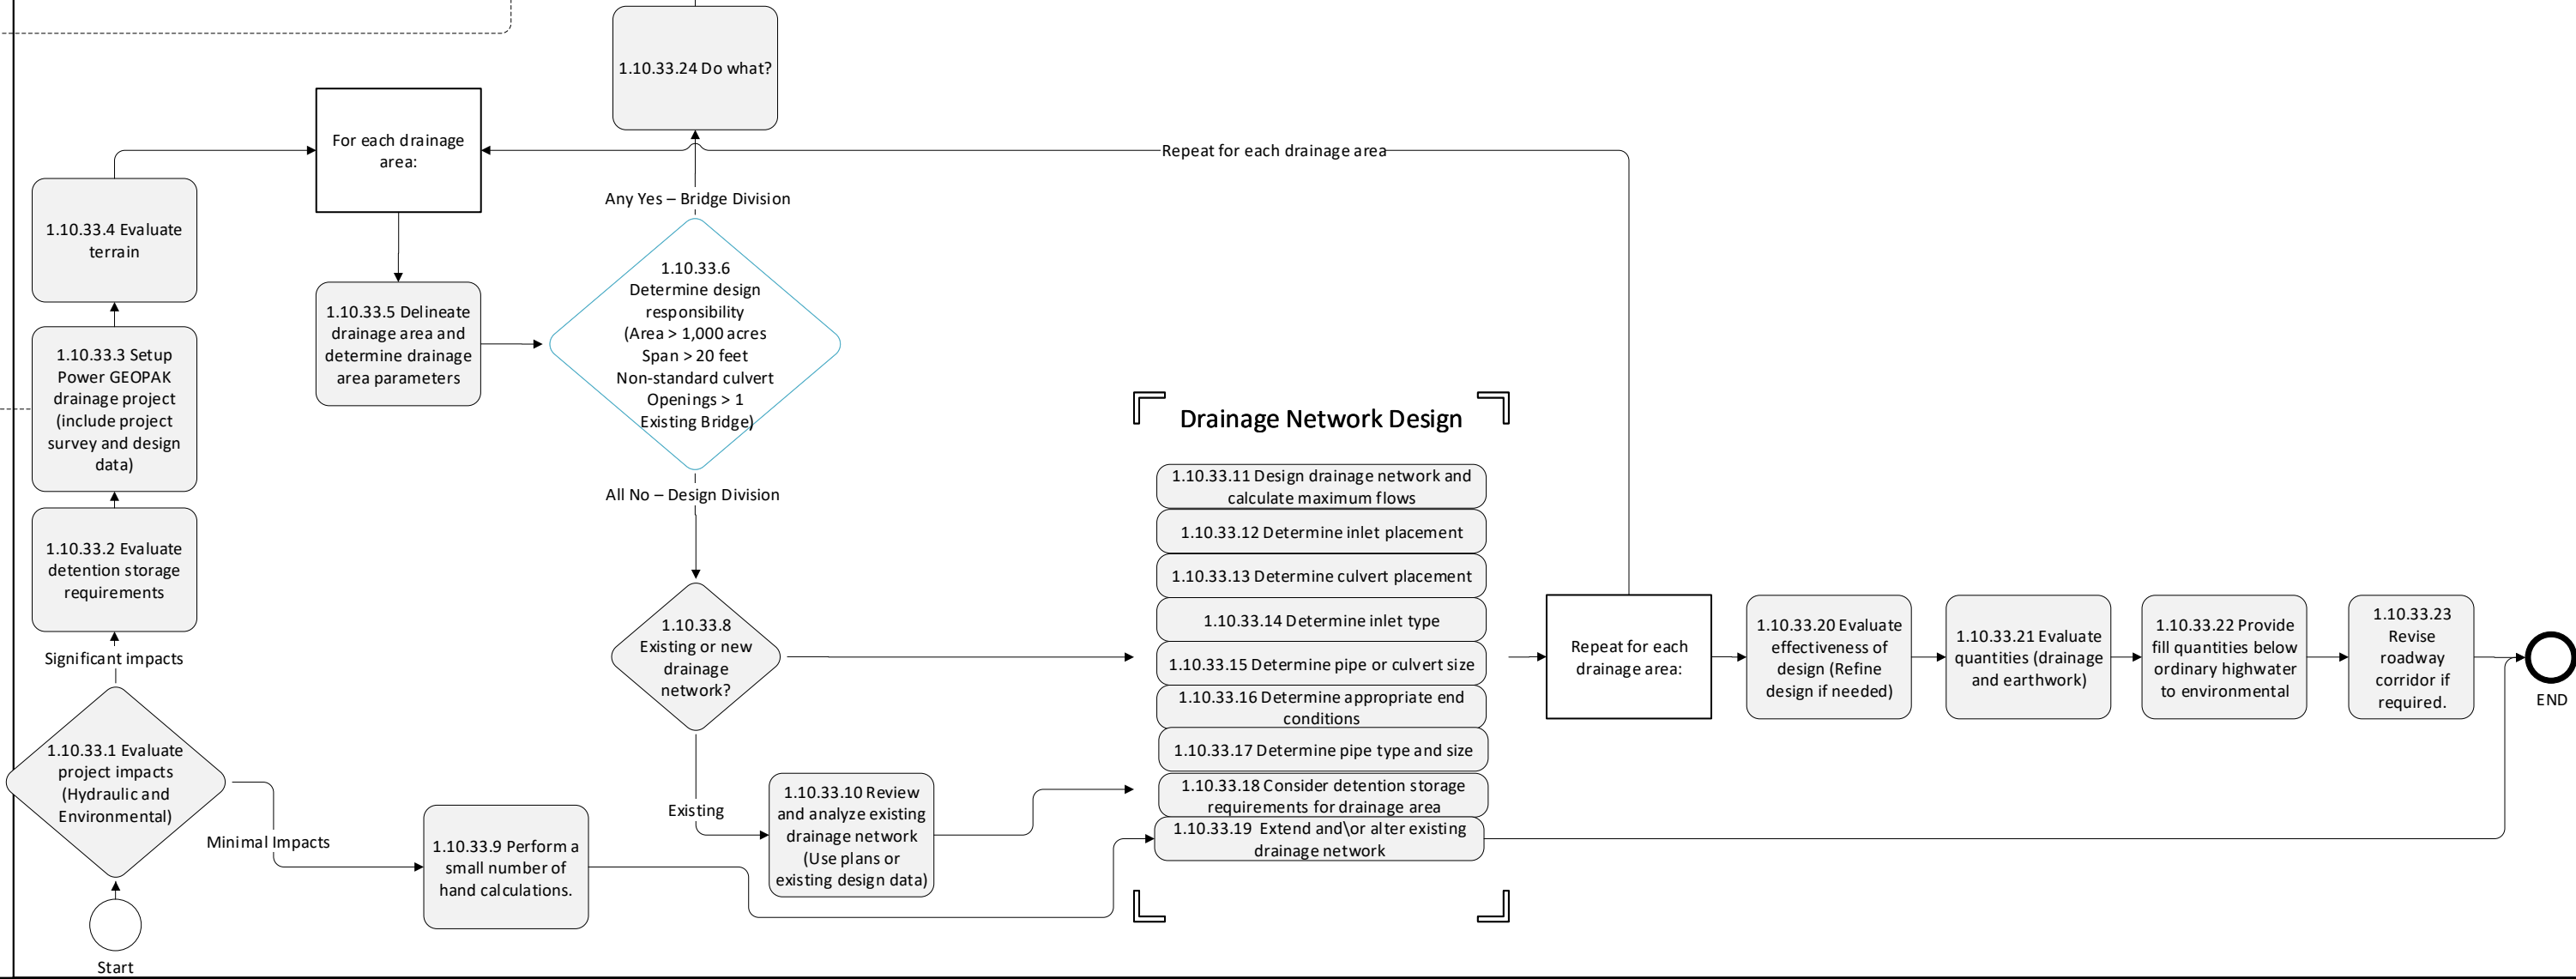 1.10.33.24 Do what?
For each drainage
area:
Repeat for each drainage area
1.10.33.4 Evaluate
terrain
Any Yes – Bridge Division
1.10.33.6
Determine design
responsibility
(Area > 1,000 acres
Span > 20 feet
Non-standard culvert
Openings > 1
Existing Bridge)
1.10.33.5 Delineate
drainage area and
determine drainage
area parameters
1.10.33.3 Setup
Power GEOPAK
drainage project
(include project
survey and design
data)
All No – Design Division
1.10.33.2 Evaluate
detention storage
requirements
Significant impacts
1.10.33.1 Evaluate
project impacts
(Hydraulic and
Environmental)
Minimal Impacts
Start
1.10.33.9 Perform a
small number of
hand calculations.
1.10.33.8
Existing or new
drainage
network?
Existing
1.10.33.10 Review
and analyze existing
drainage network
(Use plans or
existing design data)
Drainage Network Design
1.10.33.11 Design drainage network and
calculate maximum flows
1.10.33.12 Determine inlet placement
1.10.33.13 Determine culvert placement
1.10.33.14 Determine inlet type
1.10.33.15 Determine pipe or culvert size
1.10.33.16 Determine appropriate end
conditions
1.10.33.17 Determine pipe type and size
1.10.33.18 Consider detention storage
requirements for drainage area
1.10.33.19 Extend and\or alter existing
drainage network
Repeat for each
drainage area:
1.10.33.20 Evaluate
effectiveness of
design (Refine
design if needed)
1.10.33.21 Evaluate
quantities (drainage
and earthwork)
1.10.33.22 Provide
fill quantities below
ordinary highwater
to environmental
1.10.33.23
Revise
roadway
corridor if
required.
END